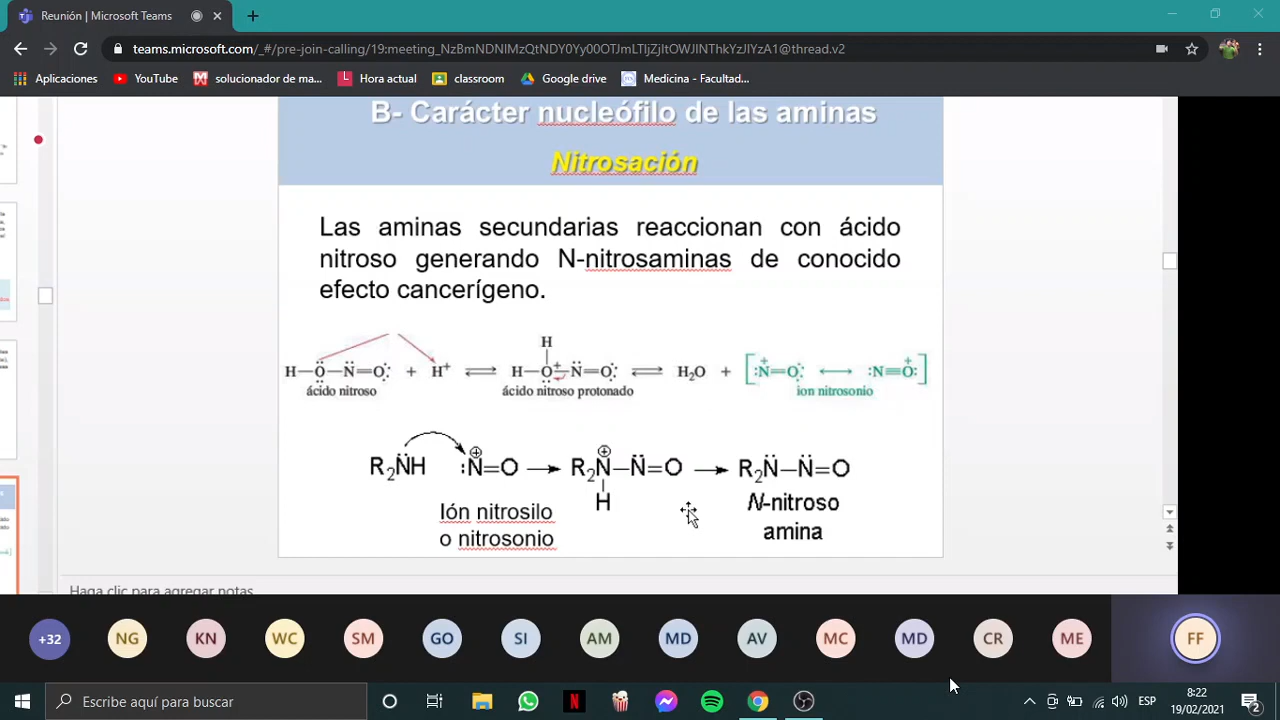 Reunión | Microsoft Teams
teams.microsoft.com/_#/pre-join-calling/19:meeting_NzBmNDNlMzQtNDY0Yy00OTJmLTljZjItOWJlNThkYzJlYzA1@thread.v2
Aplicaciones YouTube solucionador de ma... Hora actual classroom Google drive Medicina - Facultad...
B- Carácter nucleófilo de las aminas
Nitrosación
Las aminas secundarias reaccionan con ácido
nitroso generando N-nitrosaminas de conocido
efecto cancerígeno.
H
H—O—N=O + H⁺ ⇌ H—O⁺—N=O ⇌ H₂O + [:N⁺=O ↔ :N≡O⁺:]
ácido nitroso ácido nitroso protonado ion nitrosonio
R₂NH :N⊕=O → R₂N⊕—N=O → R₂N—N=O
H
Ión nitrosilo
o nitrosonio
N-nitroso
amina
Haga clic para agregar notas
+32 NG KN WC SM GO SI AM MD AV MC MD CR ME FF
Escribe aquí para buscar
ESP
8:22
19/02/2021
2